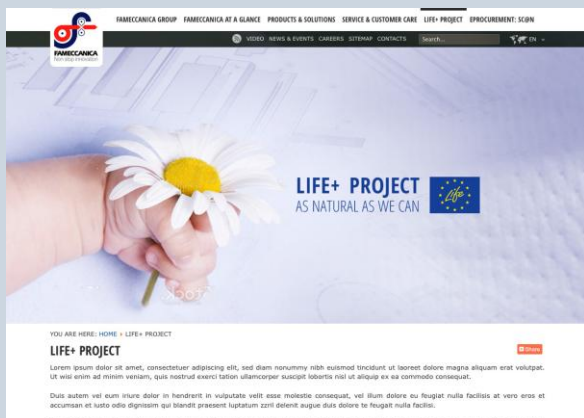 FAMECCANICA GROUP FAMECCANICA AT A GLANCE PRODUCTS & SOLUTIONS SERVICE & CUSTOMER CARE LIFE+ PROJECT EPROCUREMENT: SC@N
VIDEO NEWS & EVENTS CAREERS SITEMAP CONTACTS Search... EN
FAMECCANICA
Non stop innovation
LIFE+ PROJECT
AS NATURAL AS WE CAN
Life
YOU ARE HERE: HOME » LIFE+ PROJECT
LIFE+ PROJECT
Share
Lorem ipsum dolor sit amet, consectetuer adipiscing elit, sed diam nonummy nibh euismod tincidunt ut laoreet dolore magna aliquam erat volutpat.
Ut wisi enim ad minim veniam, quis nostrud exerci tation ullamcorper suscipit lobortis nisl ut aliquip ex ea commodo consequat.
Duis autem vel eum iriure dolor in hendrerit in vulputate velit esse molestie consequat, vel illum dolore eu feugiat nulla facilisis at vero eros et
accumsan et iusto odio dignissim qui blandit praesent luptatum zzril delenit augue duis dolore te feugait nulla facilisi.